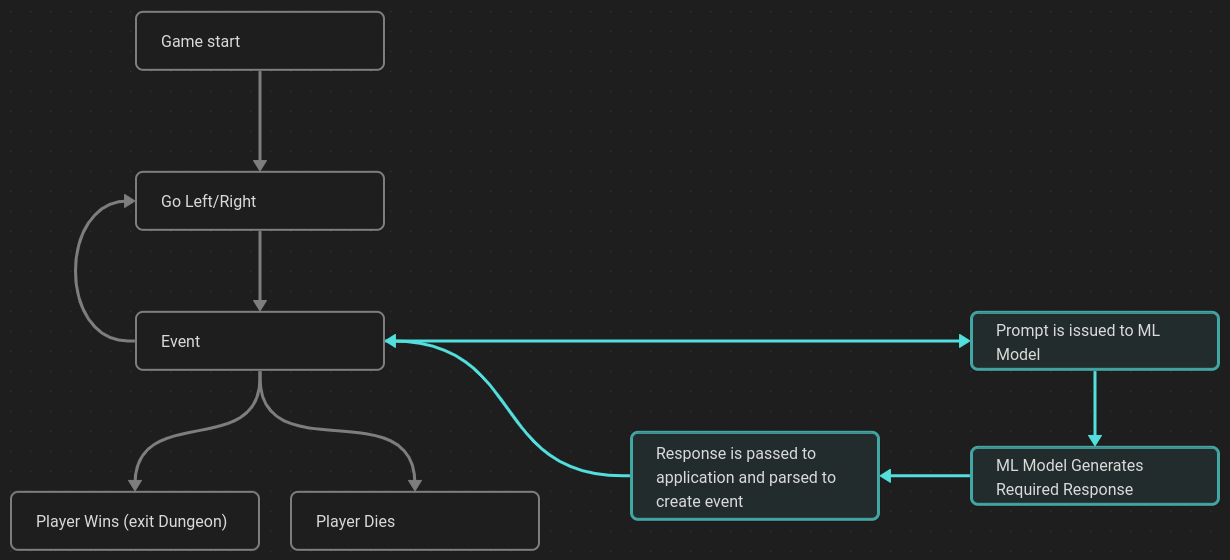 Game start
Go Left/Right
Event
Prompt is issued to ML
Model
Response is passed to
application and parsed to
create event
ML Model Generates
Required Response
Player Wins (exit Dungeon)
Player Dies